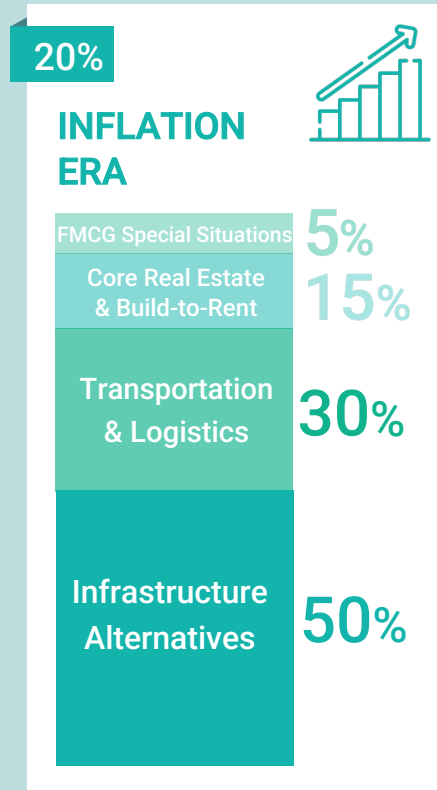 20%
INFLATION
ERA
FMCG Special Situations 5%
Core Real Estate
& Build-to-Rent 15%
Transportation
& Logistics 30%
Infrastructure
Alternatives 50%